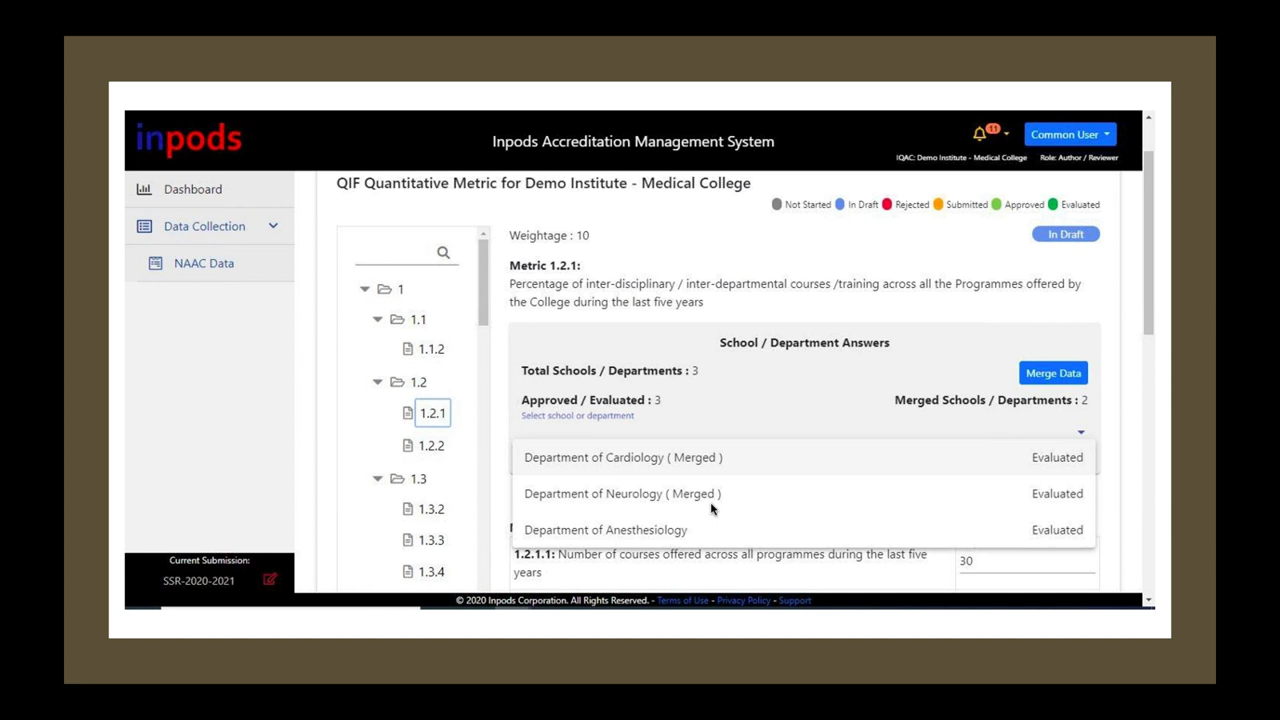 inpods
Inpods Accreditation Management System
11
Common User
IQAC: Demo Institute - Medical College Role: Author / Reviewer
Dashboard
Data Collection
NAAC Data
Current Submission:
SSR-2020-2021
QIF Quantitative Metric for Demo Institute - Medical College
Not Started In Draft Rejected Submitted Approved Evaluated
1
1.1
1.1.2
1.2
1.2.1
1.2.2
1.3
1.3.2
1.3.3
1.3.4
Weightage : 10
In Draft
Metric 1.2.1:
Percentage of inter-disciplinary / inter-departmental courses /training across all the Programmes offered by
the College during the last five years
School / Department Answers
Total Schools / Departments : 3
Merge Data
Approved / Evaluated : 3
Merged Schools / Departments : 2
Select school or department
Department of Cardiology ( Merged ) Evaluated
Department of Neurology ( Merged ) Evaluated
Department of Anesthesiology Evaluated
1.2.1.1: Number of courses offered across all programmes during the last five
years
30
© 2020 Inpods Corporation. All Rights Reserved. - Terms of Use - Privacy Policy - Support